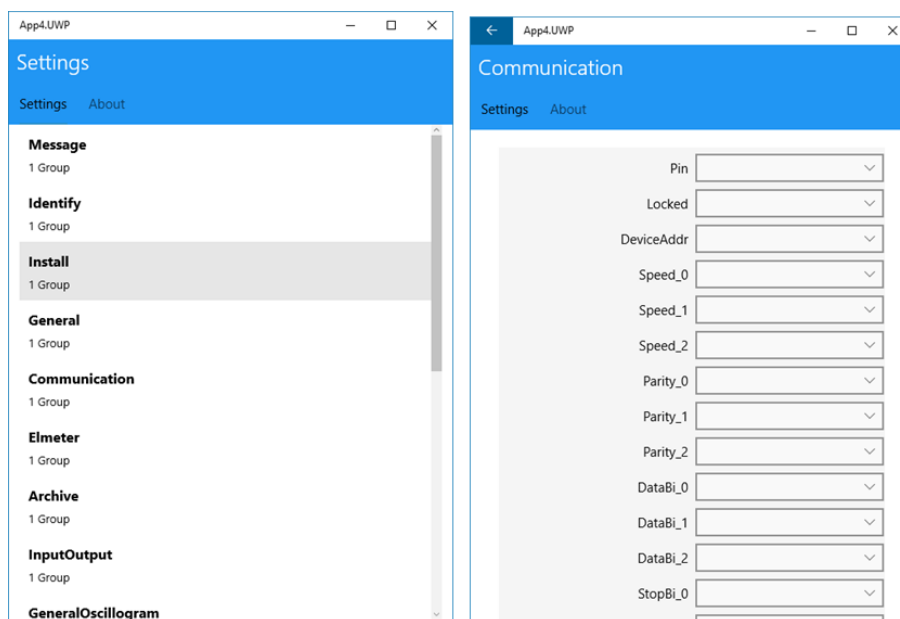 App4.UWP
Settings
Settings About
Message
1 Group
Identify
1 Group
Install
1 Group
General
1 Group
Communication
1 Group
Elmeter
1 Group
Archive
1 Group
InputOutput
1 Group
GeneralOscillogram
App4.UWP
Communication
Settings About
Pin
Locked
DeviceAddr
Speed_0
Speed_1
Speed_2
Parity_0
Parity_1
Parity_2
DataBi_0
DataBi_1
DataBi_2
StopBi_0